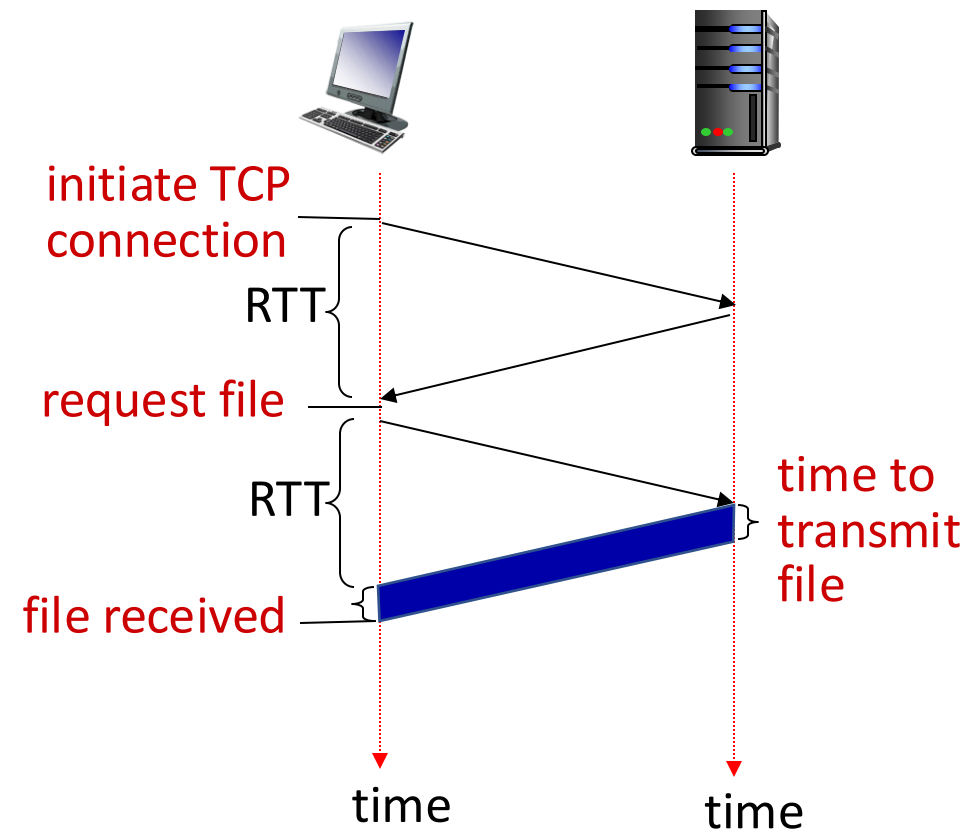 initiate TCP
connection
RTT
request file
RTT
time to
transmit
file
file received
time
time